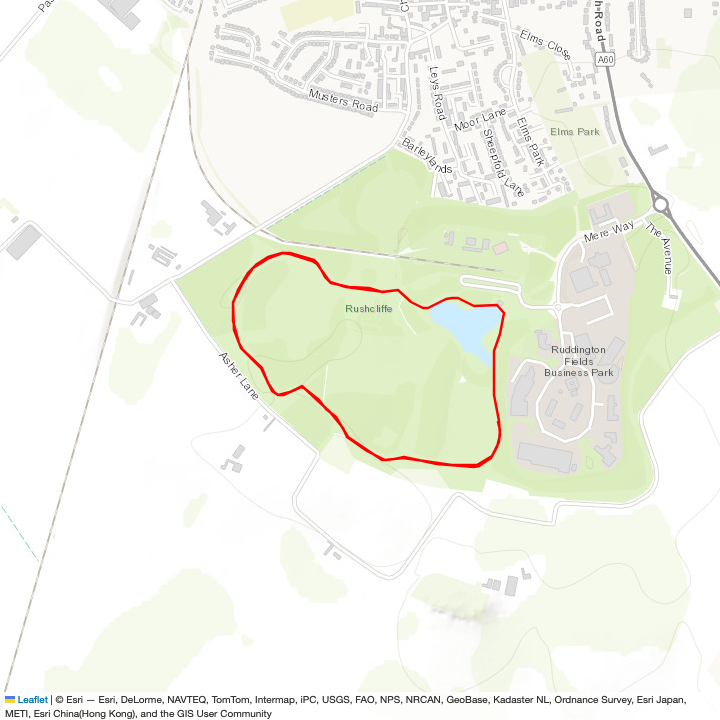 Elms Close
h-Road
A60
Leys Road
Musters Road
Moor Lane
Elms Park
Elms Park
Sheepfold Lane
Barleylands
Mere Way
The Avenue
Rushcliffe
Ruddington
Fields
Business Park
Asher Lane
Leaflet | © Esri — Esri, DeLorme, NAVTEQ, TomTom, Intermap, iPC, USGS, FAO, NPS, NRCAN, GeoBase, Kadaster NL, Ordnance Survey, Esri Japan,
METI, Esri China(Hong Kong), and the GIS User Community